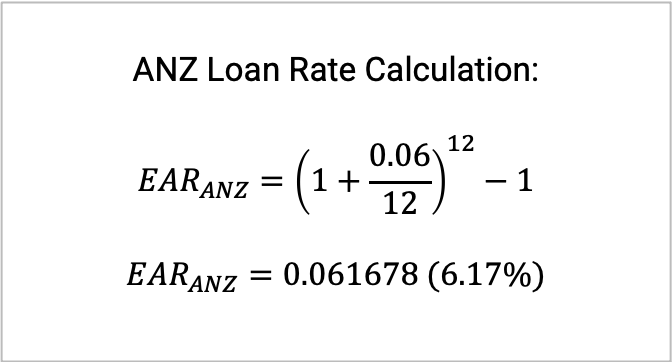 ANZ Loan Rate Calculation:
EAR_ANZ = (1 + 0.06/12)^12 − 1
EAR_ANZ = 0.061678 (6.17%)